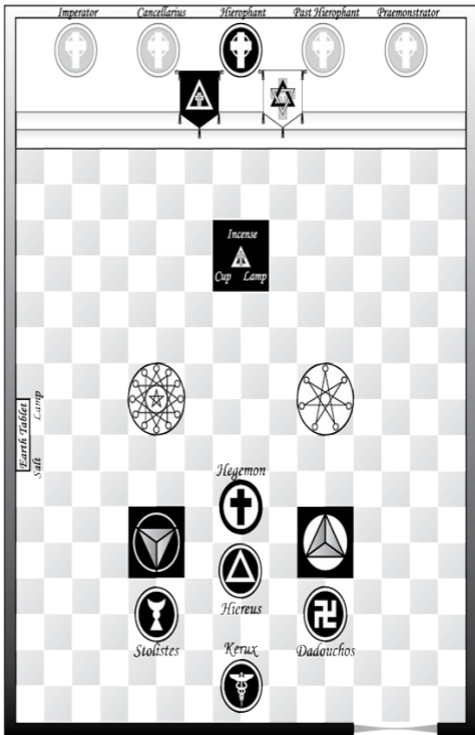 Imperator Cancellarius Hierophant Past Hierophant Praemonstrator
Incense
Cup Lamp
Earth Tablet
Lamp
Salt
Hegemon
Hiereus
Stolistes Kerux Dadouchos